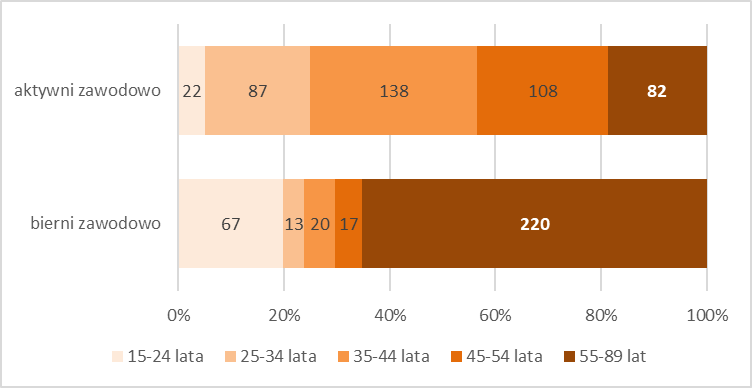 aktywni zawodowo 22 87 138 108 82
bierni zawodowo 67 13 20 17 220
0% 20% 40% 60% 80% 100%
15-24 lata 25-34 lata 35-44 lata 45-54 lata 55-89 lat